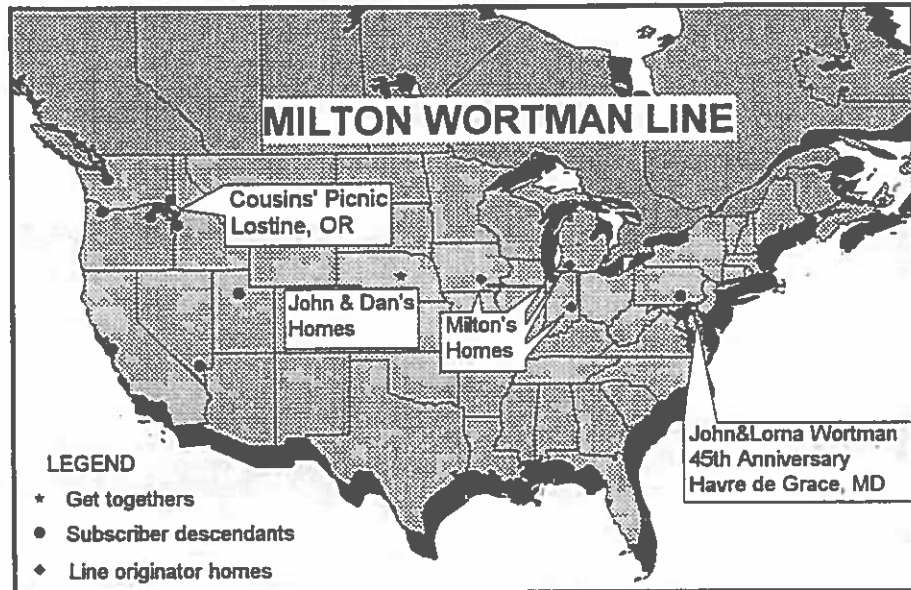 MILTON WORTMAN LINE
Cousins' Picnic
Lostine, OR
John & Dan's
Homes
Milton's
Homes
John&Lorna Wortman
45th Anniversary
Havre de Grace, MD
LEGEND
Get togethers
Subscriber descendants
Line originator homes